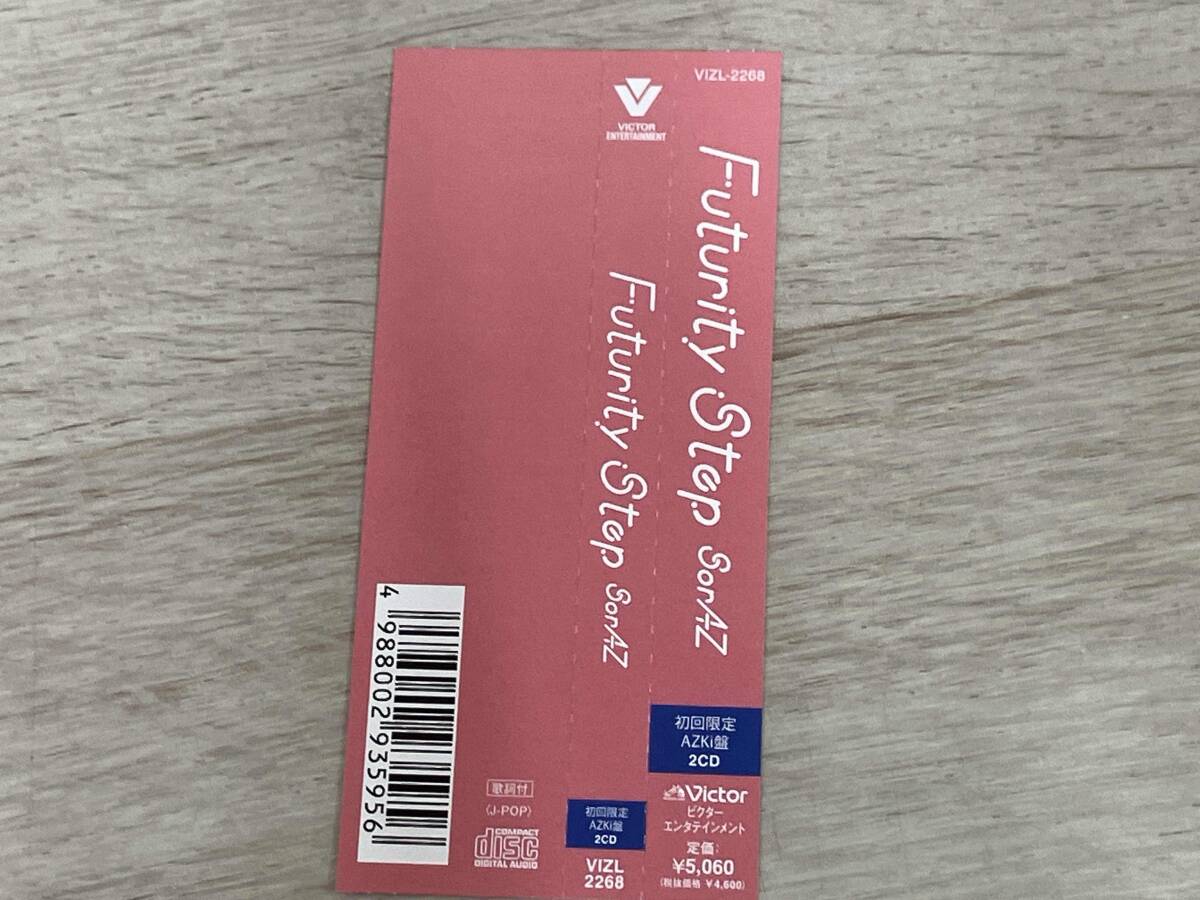 VIZL-2268
Futurity Step SorAZ
初回限定
AZKi盤
2CD
Victor
ビクター
エンタテインメント
定価:
¥5,060
(税抜価格 ¥4,600)
VICTOR
ENTERTAINMENT
Futurity Step SorAZ
初回限定
AZKi盤
2CD
VIZL
2268
歌詞付
〈J-POP〉
COMPACT
disc
DIGITAL AUDIO
4 988002 935956